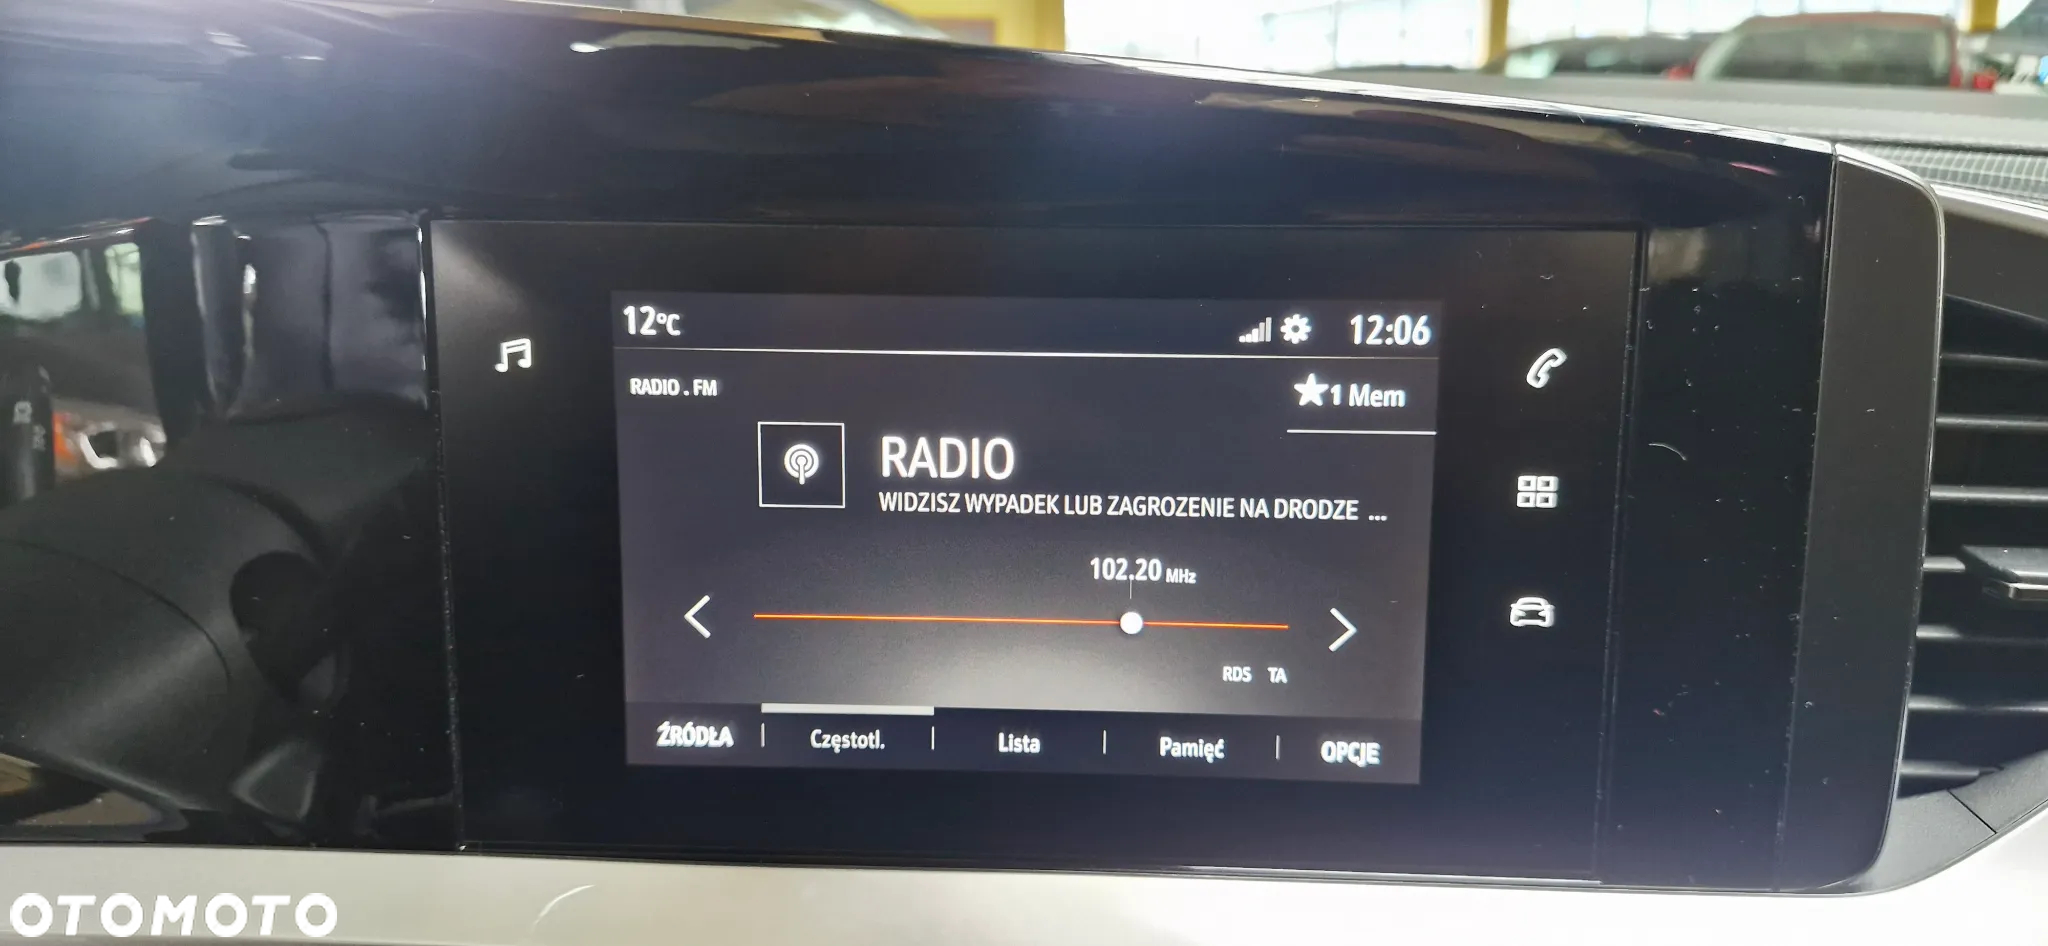 12°C
12:06
RADIO . FM
★1 Mem
RADIO
WIDZISZ WYPADEK LUB ZAGROZENIE NA DRODZE ...
102.20 MHz
RDS TA
ŹRÓDŁA | Częstotl. | Lista | Pamięć | OPCJE
OTOMOTO